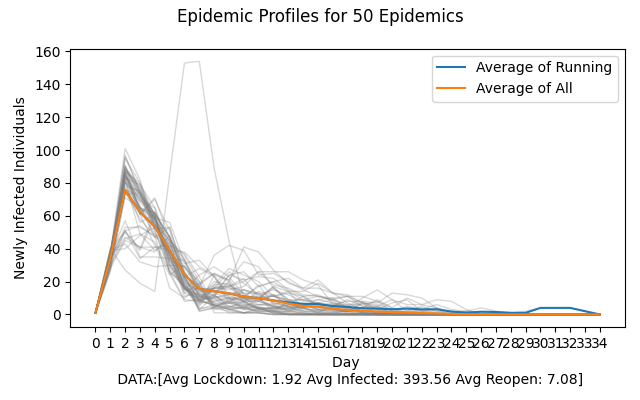 Epidemic Profiles for 50 Epidemics
160
140
120
100
80
60
40
20
0
Newly Infected Individuals
Average of Running
Average of All
0 1 2 3 4 5 6 7 8 9 10 11 12 13 14 15 16 17 18 19 20 21 22 23 24 25 26 27 28 29 30 31 32 33 34
Day
DATA:[Avg Lockdown: 1.92 Avg Infected: 393.56 Avg Reopen: 7.08]